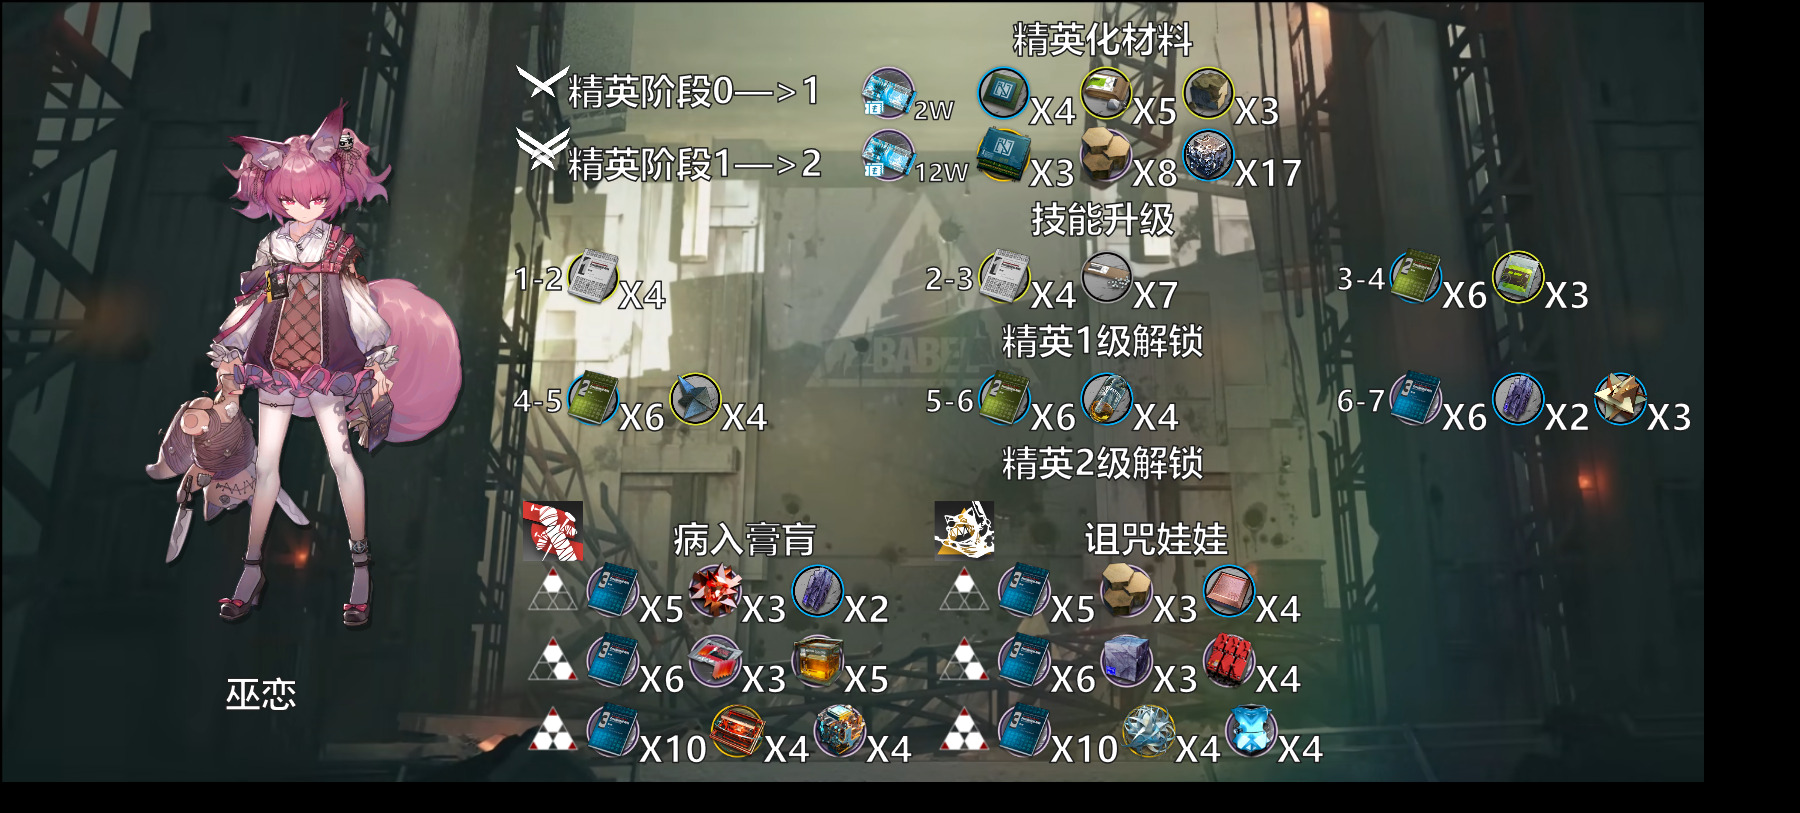 精英化材料
精英阶段0—>1 2W X4 X5 X3
精英阶段1—>2 12W X3 X8 X17
技能升级
1-2 X4 2-3 X4 X7 3-4 X6 X3
精英1级解锁
4-5 X6 X4 5-6 X6 X4 6-7 X6 X2 X3
精英2级解锁
病入膏肓 诅咒娃娃
X5 X3 X2 X5 X3 X4
X6 X3 X5 X6 X3 X4
X10 X4 X4 X10 X4 X4
巫恋
BABEL